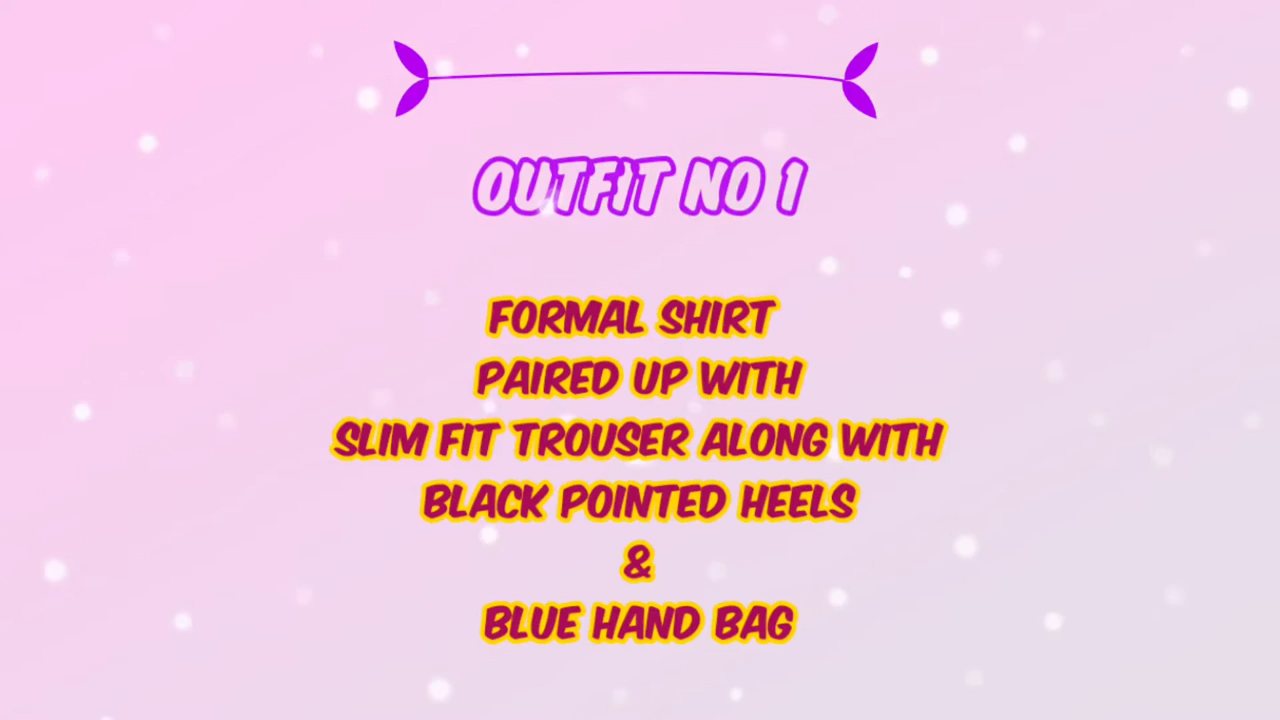 OUTFIT NO 1
FORMAL SHIRT
PAIRED UP WITH
SLIM FIT TROUSER ALONG WITH
BLACK POINTED HEELS
&
BLUE HAND BAG